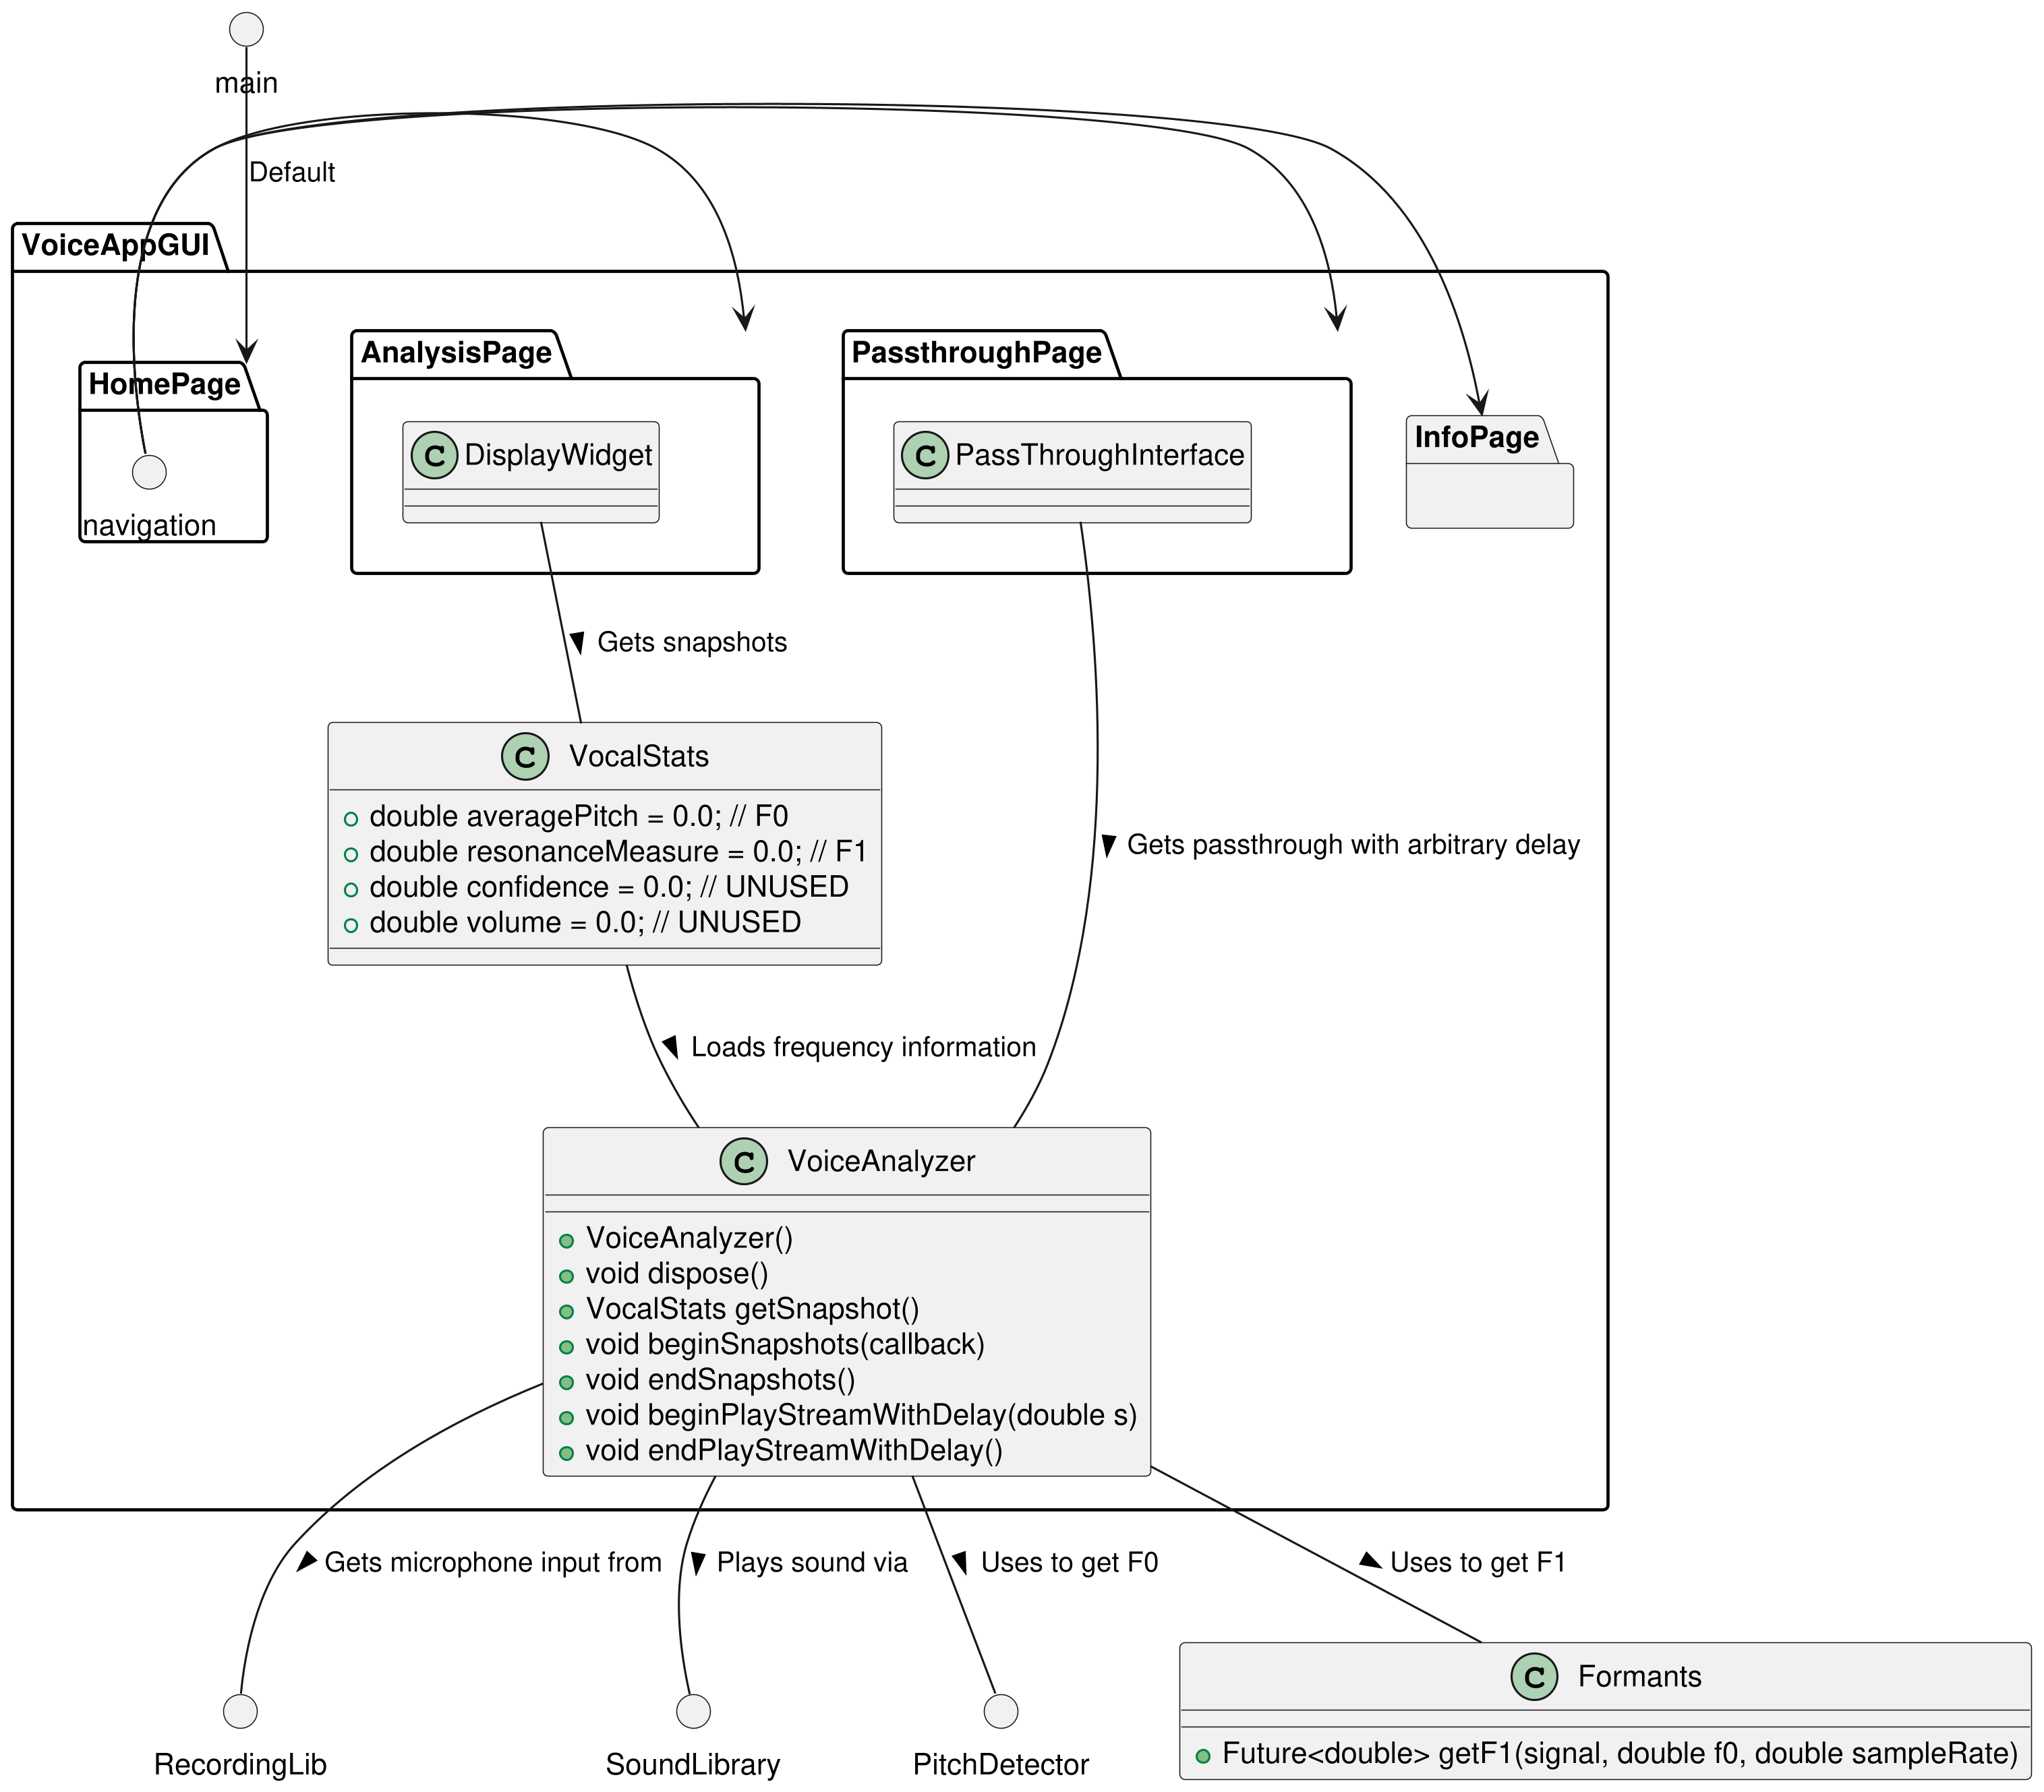 main
Default
VoiceAppGUI
HomePage
navigation
AnalysisPage
C DisplayWidget
PassthroughPage
C PassThroughInterface
InfoPage
Gets snapshots
C VocalStats
double averagePitch = 0.0; // F0
double resonanceMeasure = 0.0; // F1
double confidence = 0.0; // UNUSED
double volume = 0.0; // UNUSED
Gets passthrough with arbitrary delay
Loads frequency information
C VoiceAnalyzer
VoiceAnalyzer()
void dispose()
VocalStats getSnapshot()
void beginSnapshots(callback)
void endSnapshots()
void beginPlayStreamWithDelay(double s)
void endPlayStreamWithDelay()
Gets microphone input from
Plays sound via
Uses to get F0
Uses to get F1
RecordingLib
SoundLibrary
PitchDetector
C Formants
Future<double> getF1(signal, double f0, double sampleRate)